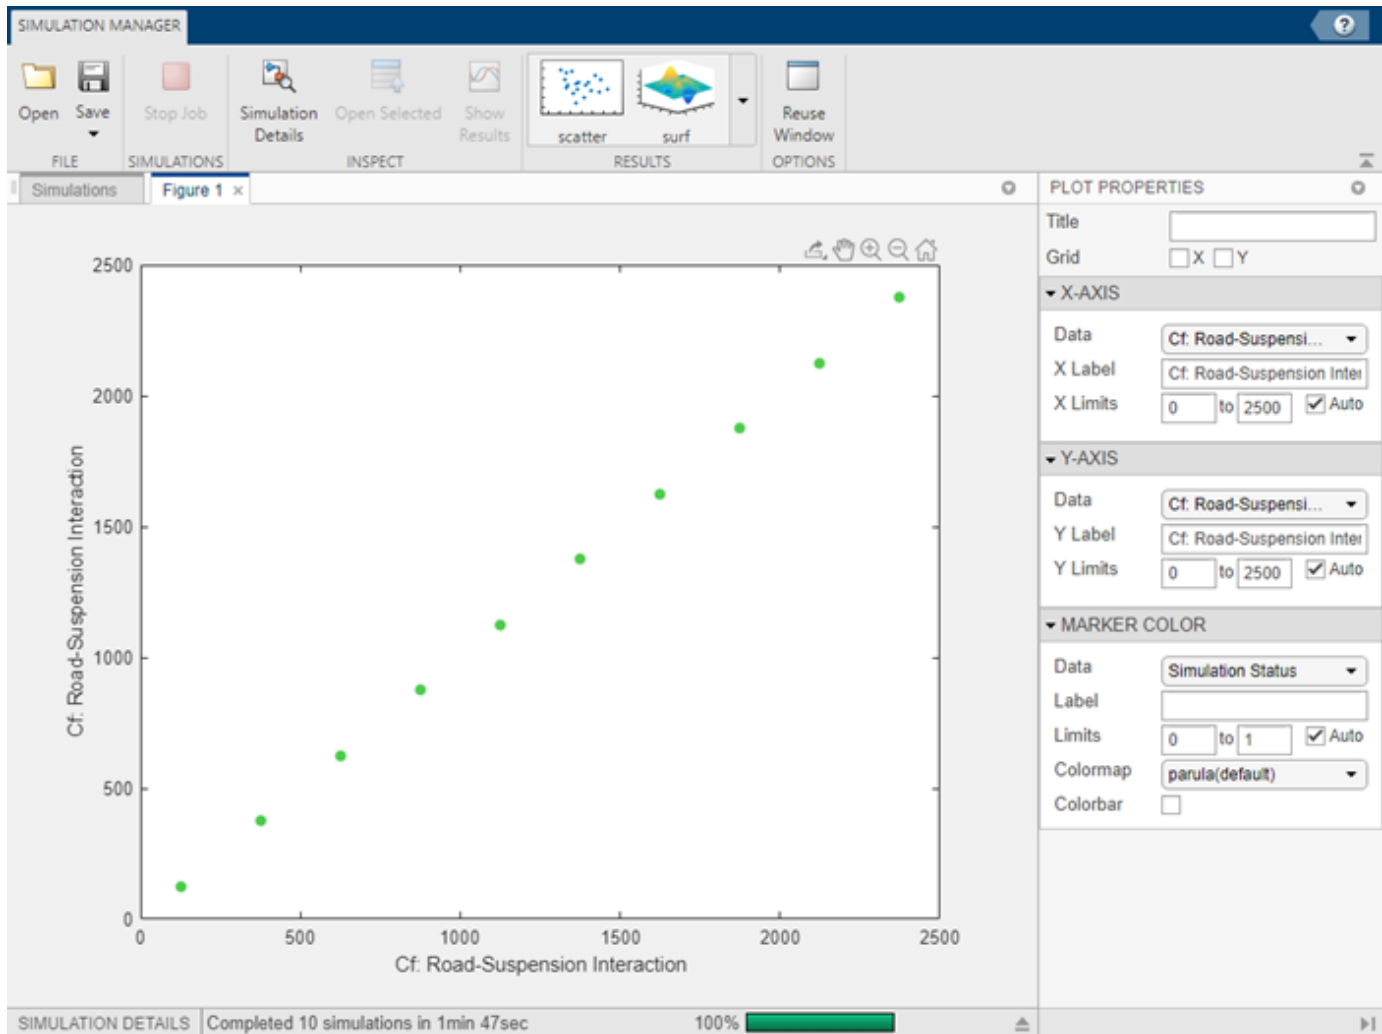 SIMULATION MANAGER
?
Open
Save
Stop Job
Simulation
Details
Open Selected
Show
Results
scatter
surf
Reuse
Window
FILE
SIMULATIONS
INSPECT
RESULTS
OPTIONS
Simulations
Figure 1 ×
2500
2000
1500
1000
500
0
Cf: Road-Suspension Interaction
0 500 1000 1500 2000 2500
Cf: Road-Suspension Interaction
PLOT PROPERTIES
Title
Grid X Y
X-AXIS
Data Cf: Road-Suspensi...
X Label Cf: Road-Suspension Inter
X Limits 0 to 2500 Auto
Y-AXIS
Data Cf: Road-Suspensi...
Y Label Cf: Road-Suspension Inter
Y Limits 0 to 2500 Auto
MARKER COLOR
Data Simulation Status
Label
Limits 0 to 1 Auto
Colormap parula(default)
Colorbar
SIMULATION DETAILS Completed 10 simulations in 1min 47sec 100%